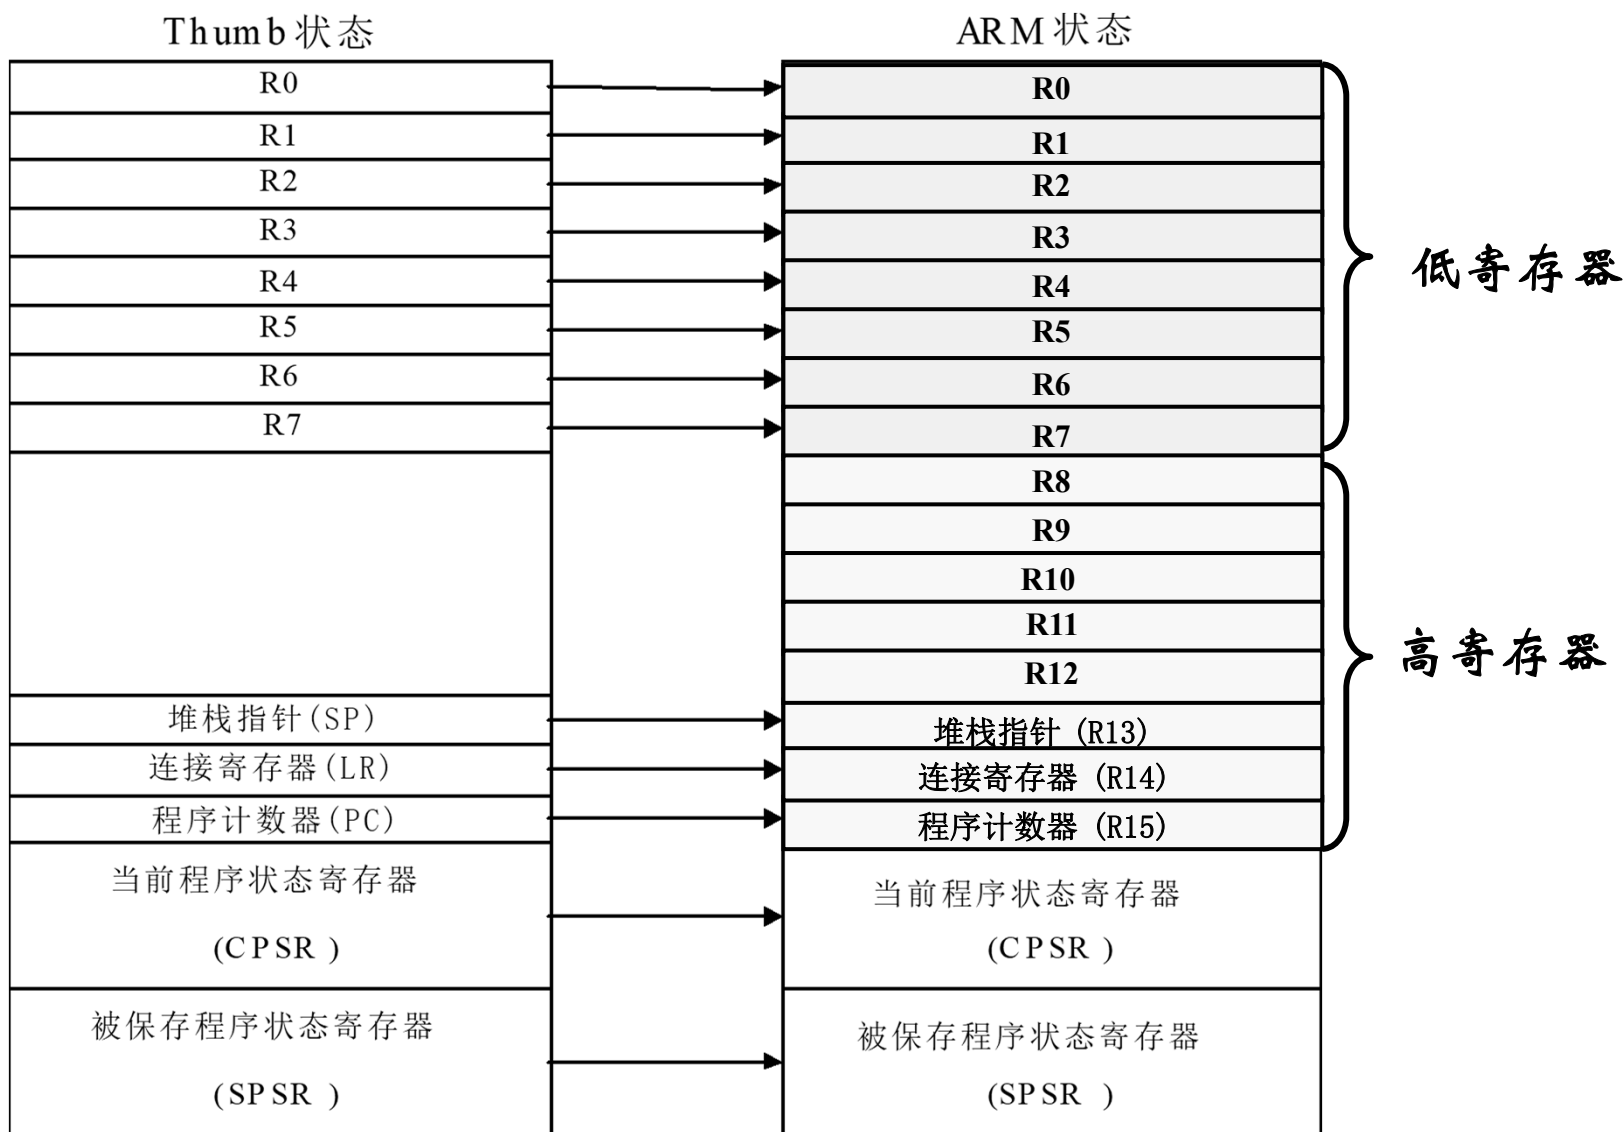 Thumb状态
ARM状态
R0
R0
R1
R1
R2
R2
R3
R3
R4
R4
R5
R5
R6
R6
R7
R7
低寄存器
R8
R9
R10
R11
R12
高寄存器
堆栈指针(SP)
堆栈指针 (R13)
连接寄存器(LR)
连接寄存器 (R14)
程序计数器(PC)
程序计数器 (R15)
当前程序状态寄存器
(CPSR )
当前程序状态寄存器
(CPSR )
被保存程序状态寄存器
(SPSR )
被保存程序状态寄存器
(SPSR )